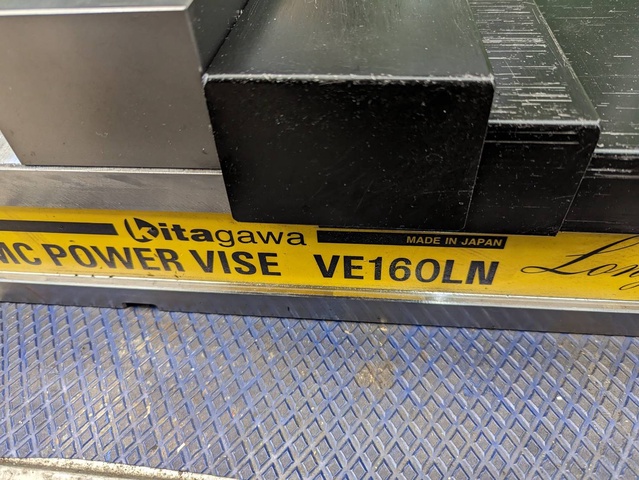 Kitagawa
MADE IN JAPAN
MC POWER VISE VE160LN